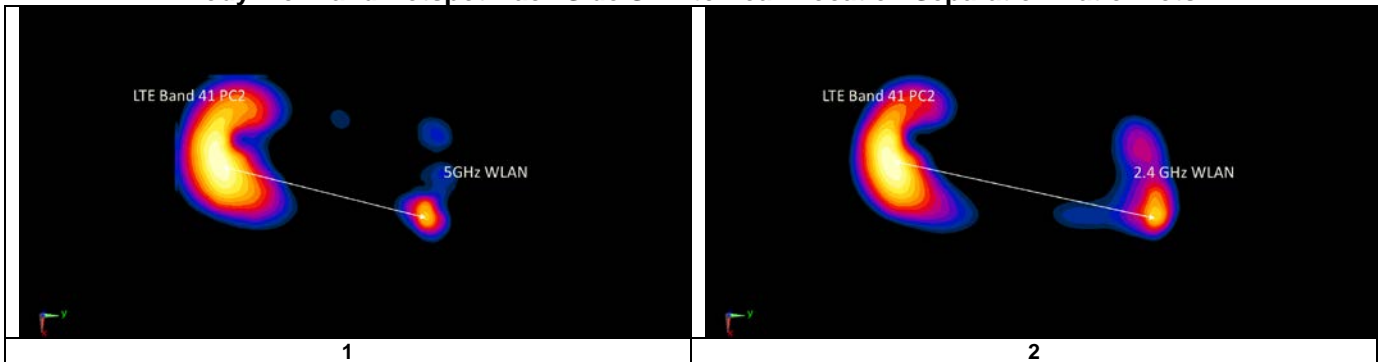 LTE Band 41 PC2
5GHz WLAN
y
1
LTE Band 41 PC2
2.4 GHz WLAN
y
2